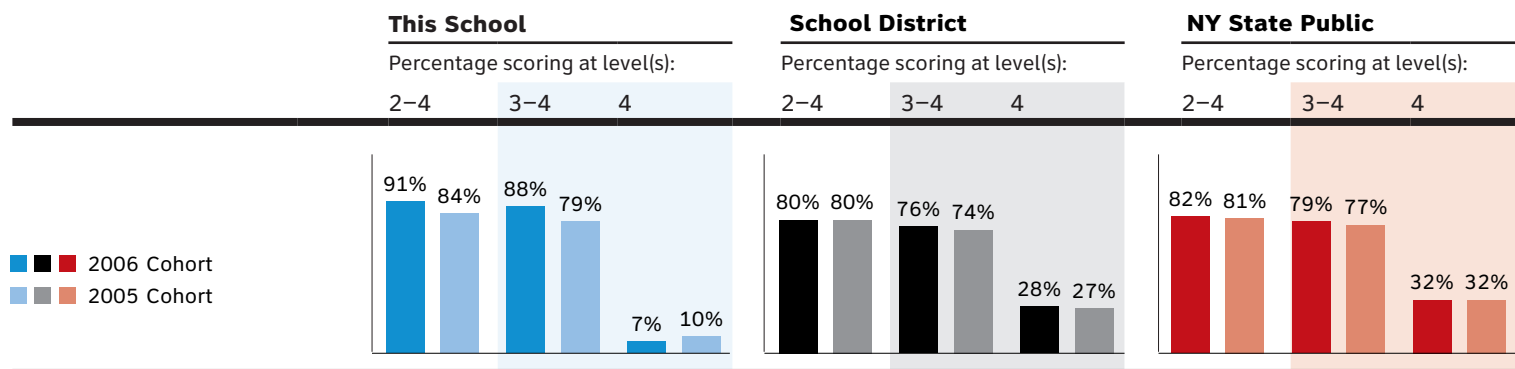 This School School District NY State Public
Percentage scoring at level(s): Percentage scoring at level(s): Percentage scoring at level(s):
2–4 3–4 4 2–4 3–4 4 2–4 3–4 4
91% 84% 88% 79% 7% 10% 80% 80% 76% 74% 28% 27% 82% 81% 79% 77% 32% 32%
2006 Cohort
2005 Cohort